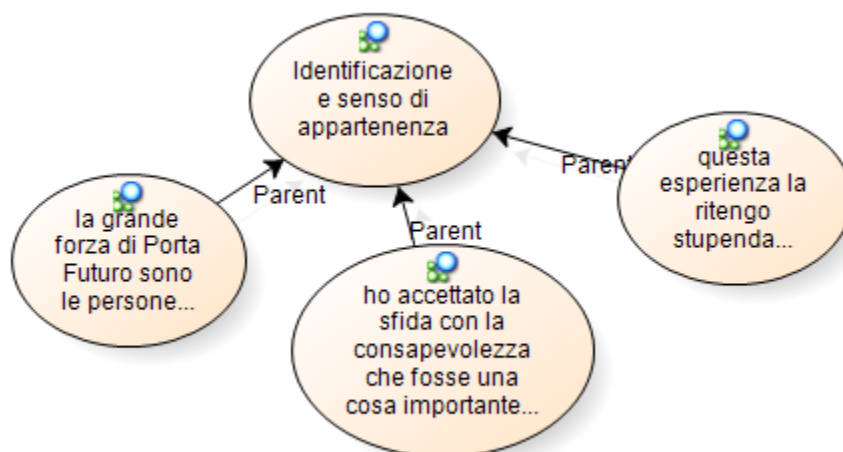 Identificazione
e senso di
appartenenza
Parent
la grande
forza di Porta
Futuro sono
le persone...
Parent
ho accettato la
sfida con la
consapevolezza
che fosse una
cosa importante...
Parent
questa
esperienza la
ritengo
stupenda...